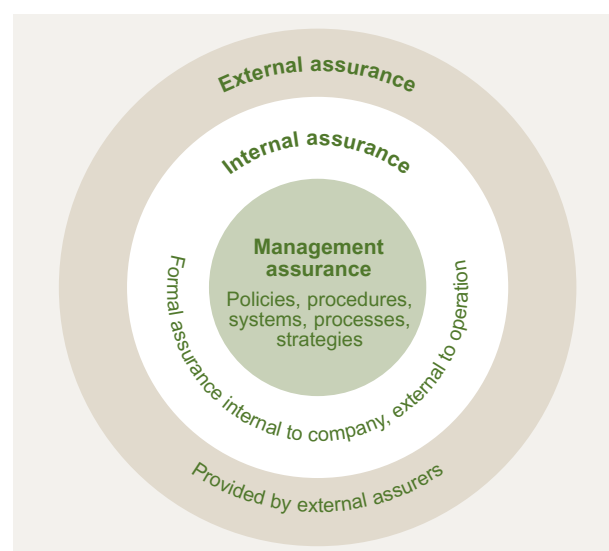 External assurance
Internal assurance
Management
assurance
Policies, procedures,
systems, processes,
strategies
Formal assurance internal to company, external to operation
Provided by external assurers